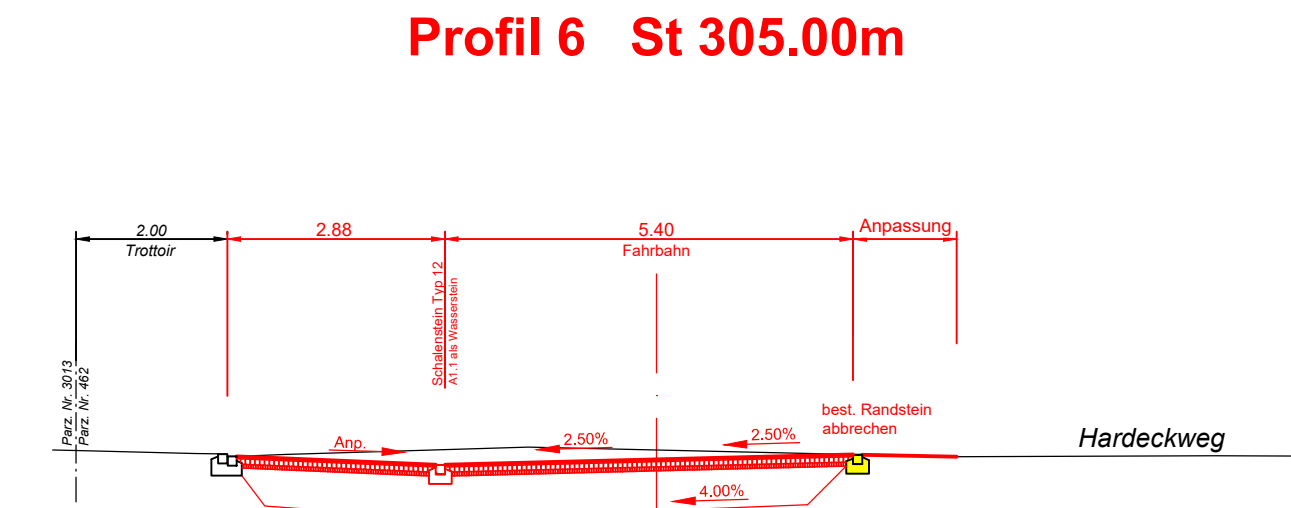 Profil 6 St 305.00m
2.00
Trottoir
2.88
5.40
Fahrbahn
Anpassung
Schalenstein Typ 12
A1.1 als Wasserstein
Parz. Nr. 3013
Parz. Nr. 462
Anp.
2.50%
2.50%
best. Randstein
abbrechen
Hardeckweg
4.00%